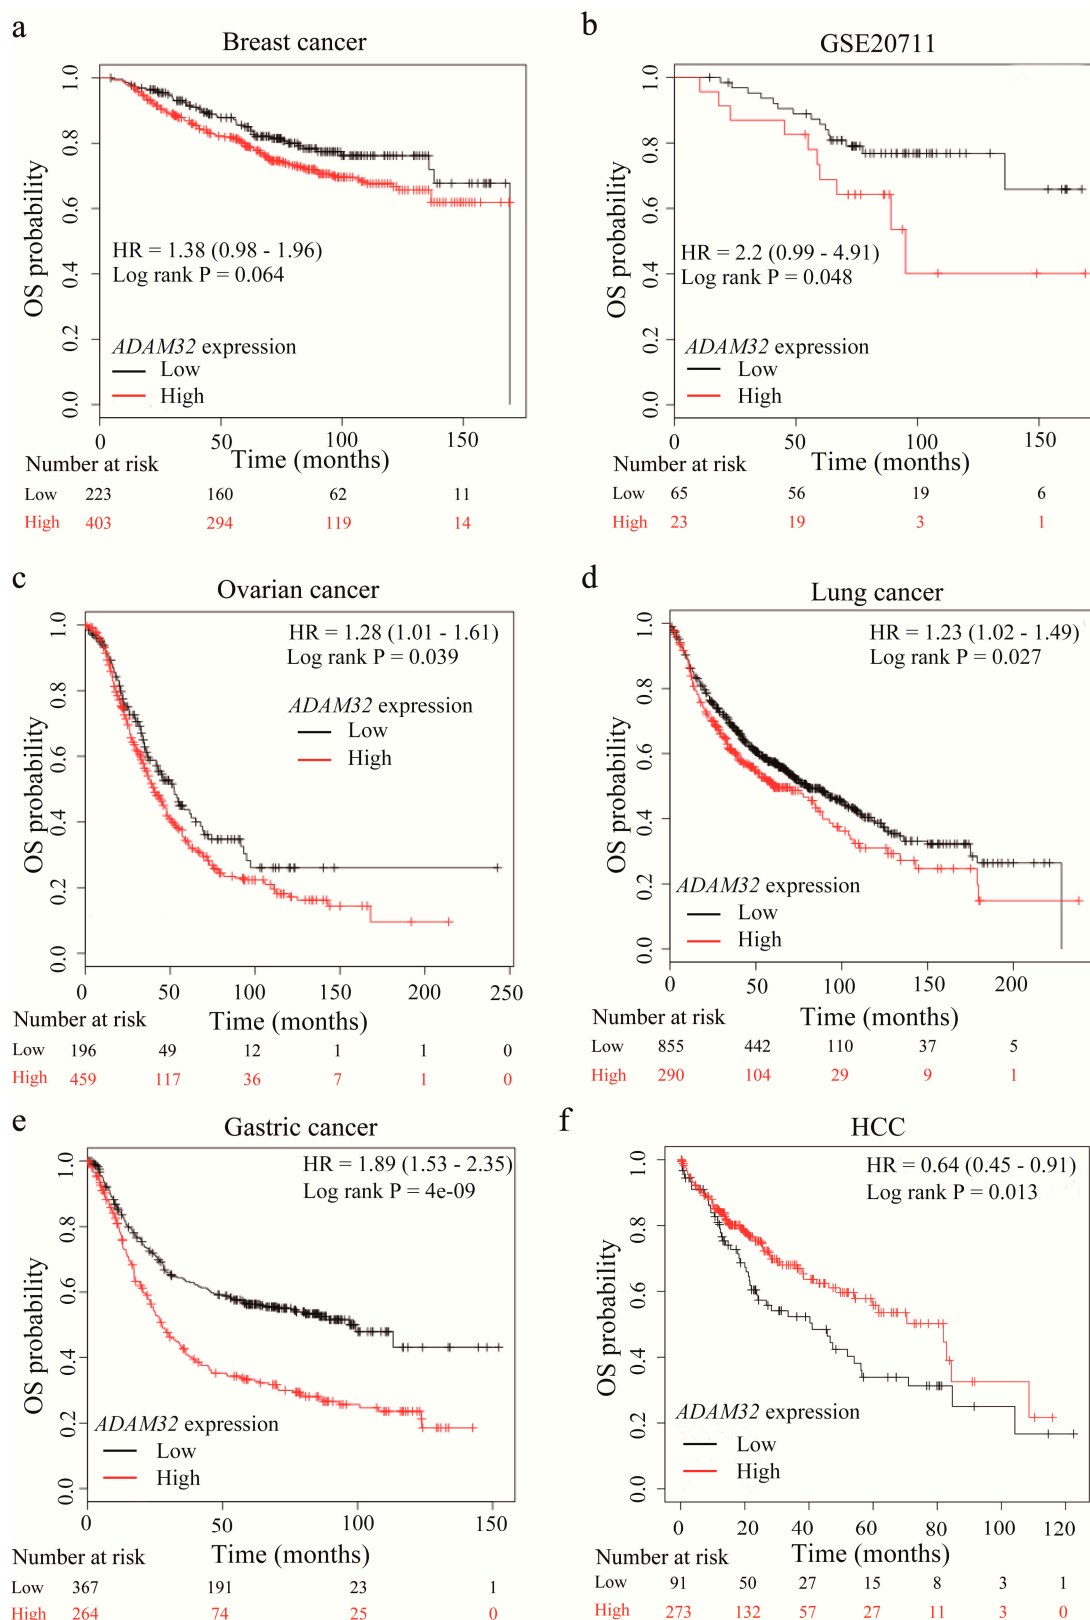 a
Breast cancer
OS probability
1.0
0.8
0.6
0.4
0.2
0.0
HR = 1.38 (0.98 - 1.96)
Log rank P = 0.064
ADAM32 expression
Low
High
0 50 100 150
Number at risk Time (months)
Low 223 160 62 11
High 403 294 119 14
b
GSE20711
OS probability
1.0
0.8
0.6
0.4
0.2
0.0
HR = 2.2 (0.99 - 4.91)
Log rank P = 0.048
ADAM32 expression
Low
High
0 50 100 150
Number at risk Time (months)
Low 65 56 19 6
High 23 19 3 1
c
Ovarian cancer
OS probability
1.0
0.8
0.6
0.4
0.2
0.0
HR = 1.28 (1.01 - 1.61)
Log rank P = 0.039
ADAM32 expression
Low
High
0 50 100 150 200 250
Number at risk Time (months)
Low 196 49 12 1 1 0
High 459 117 36 7 1 0
d
Lung cancer
OS probability
1.0
0.8
0.6
0.4
0.2
0.0
HR = 1.23 (1.02 - 1.49)
Log rank P = 0.027
ADAM32 expression
Low
High
0 50 100 150 200
Number at risk Time (months)
Low 855 442 110 37 5
High 290 104 29 9 1
e
Gastric cancer
OS probability
1.0
0.8
0.6
0.4
0.2
0.0
HR = 1.89 (1.53 - 2.35)
Log rank P = 4e-09
ADAM32 expression
Low
High
0 50 100 150
Number at risk Time (months)
Low 367 191 23 1
High 264 74 25 0
f
HCC
OS probability
1.0
0.8
0.6
0.4
0.2
0.0
HR = 0.64 (0.45 - 0.91)
Log rank P = 0.013
ADAM32 expression
Low
High
0 20 40 60 80 100 120
Number at risk Time (months)
Low 91 50 27 15 8 3 1
High 273 132 57 27 11 3 0